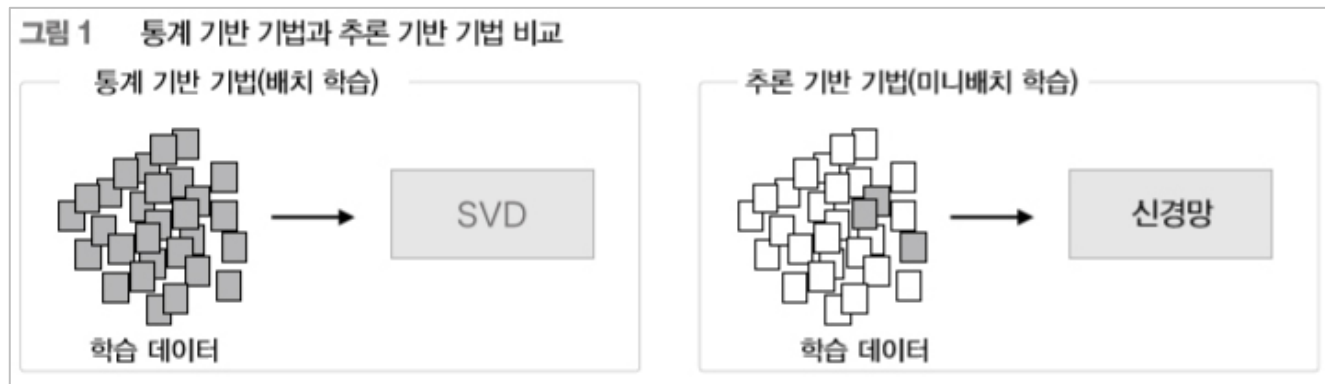 그림 1 통계 기반 기법과 추론 기반 기법 비교
통계 기반 기법(배치 학습)
SVD
학습 데이터
추론 기반 기법(미니배치 학습)
신경망
학습 데이터